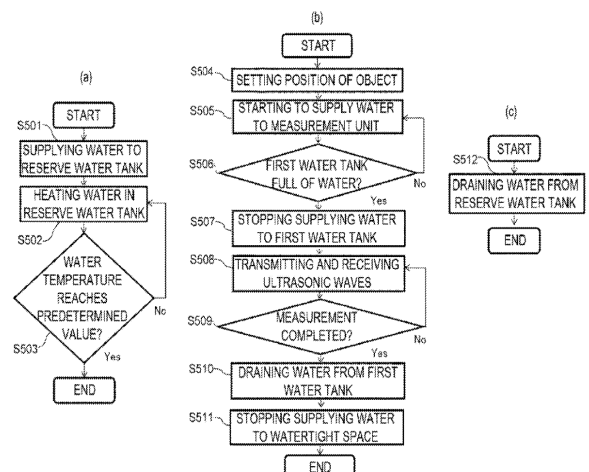 (a)
START
S501
SUPPLYING WATER TO
RESERVE WATER TANK
HEATING WATER IN
RESERVE WATER TANK
S502
WATER
TEMPERATURE
REACHES
PREDETERMINED
VALUE?
No
S503
Yes
END
(b)
START
S504
SETTING POSITION OF OBJECT
S505
STARTING TO SUPPLY WATER
TO MEASUREMENT UNIT
S506
FIRST WATER TANK
FULL OF WATER?
No
Yes
S507
STOPPING SUPPLYING WATER
TO FIRST WATER TANK
S508
TRANSMITTING AND RECEIVING
ULTRASONIC WAVES
S509
MEASUREMENT
COMPLETED?
No
Yes
S510
DRAINING WATER FROM FIRST
WATER TANK
S511
STOPPING SUPPLYING WATER
TO WATERTIGHT SPACE
END
(c)
START
S512
DRAINING WATER FROM
RESERVE WATER TANK
END